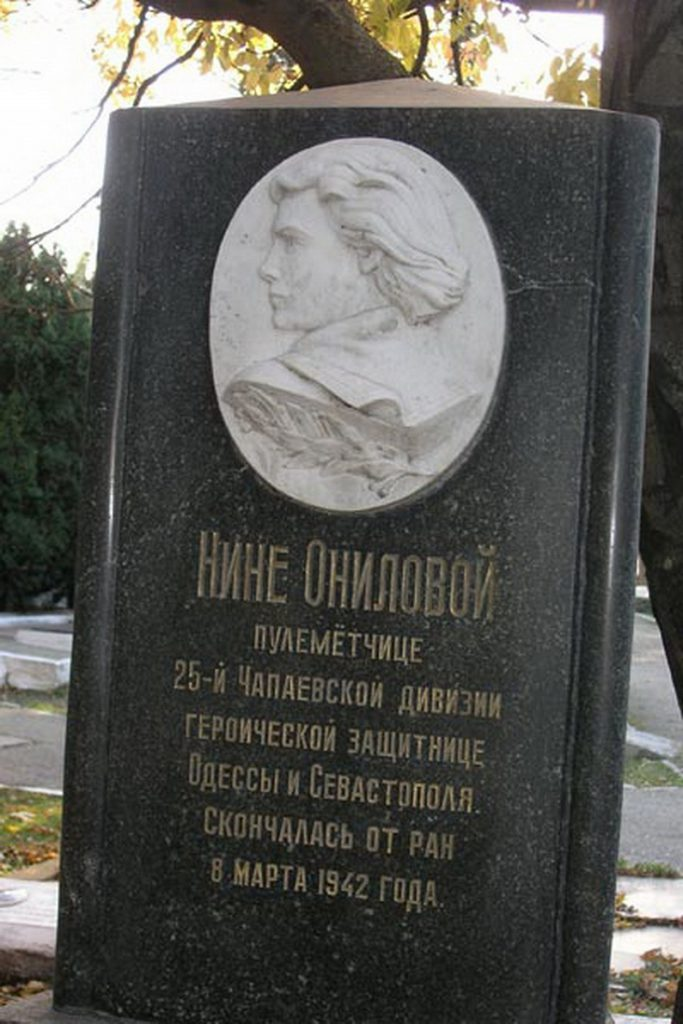 Нине Ониловой
пулемётчице
25-й Чапаевской дивизии
героической защитнице
Одессы и Севастополя.
скончалась от ран
8 марта 1942 года.